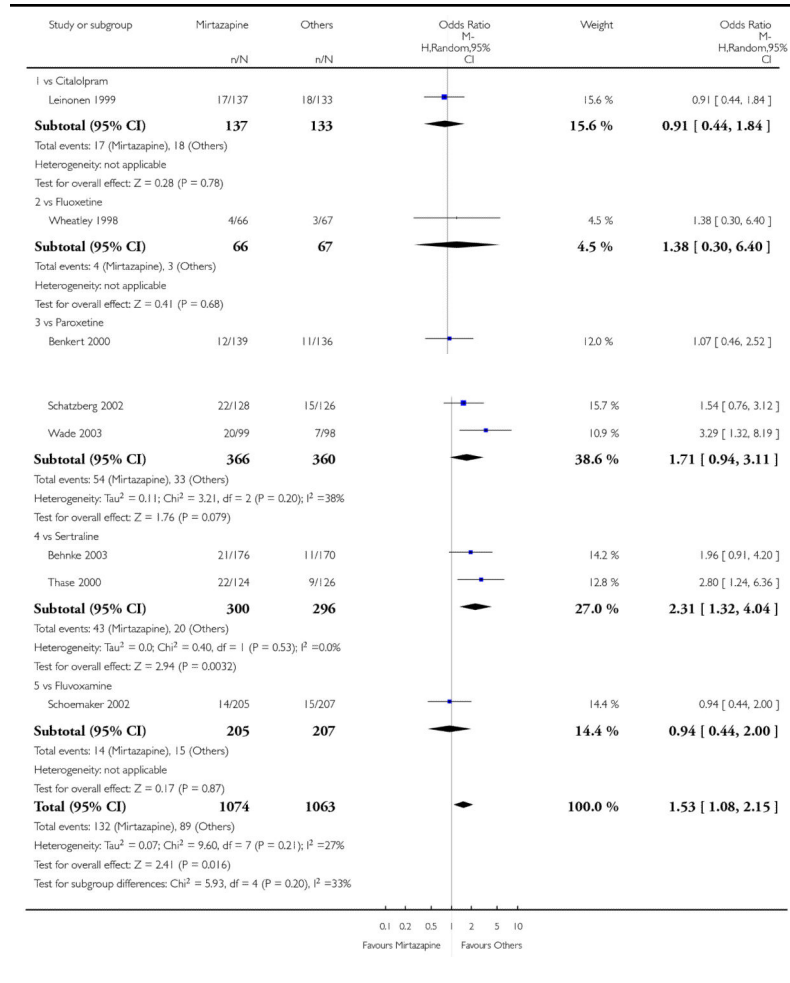 Study or subgroup Mirtazapine Others Odds Ratio Weight Odds Ratio
M- M-
H,Random,95% H,Random,95%
n/N n/N CI CI
1 vs Citalolpram
Leinonen 1999 17/137 18/133 15.6 % 0.91 [ 0.44, 1.84 ]
Subtotal (95% CI) 137 133 15.6 % 0.91 [ 0.44, 1.84 ]
Total events: 17 (Mirtazapine), 18 (Others)
Heterogeneity: not applicable
Test for overall effect: Z = 0.28 (P = 0.78)
2 vs Fluoxetine
Wheatley 1998 4/66 3/67 4.5 % 1.38 [ 0.30, 6.40 ]
Subtotal (95% CI) 66 67 4.5 % 1.38 [ 0.30, 6.40 ]
Total events: 4 (Mirtazapine), 3 (Others)
Heterogeneity: not applicable
Test for overall effect: Z = 0.41 (P = 0.68)
3 vs Paroxetine
Benkert 2000 12/139 11/136 12.0 % 1.07 [ 0.46, 2.52 ]
Schatzberg 2002 22/128 15/126 15.7 % 1.54 [ 0.76, 3.12 ]
Wade 2003 20/99 7/98 10.9 % 3.29 [ 1.32, 8.19 ]
Subtotal (95% CI) 366 360 38.6 % 1.71 [ 0.94, 3.11 ]
Total events: 54 (Mirtazapine), 33 (Others)
Heterogeneity: Tau² = 0.11; Chi² = 3.21, df = 2 (P = 0.20); I² =38%
Test for overall effect: Z = 1.76 (P = 0.079)
4 vs Sertraline
Behnke 2003 21/176 11/170 14.2 % 1.96 [ 0.91, 4.20 ]
Thase 2000 22/124 9/126 12.8 % 2.80 [ 1.24, 6.36 ]
Subtotal (95% CI) 300 296 27.0 % 2.31 [ 1.32, 4.04 ]
Total events: 43 (Mirtazapine), 20 (Others)
Heterogeneity: Tau² = 0.0; Chi² = 0.40, df = 1 (P = 0.53); I² =0.0%
Test for overall effect: Z = 2.94 (P = 0.0032)
5 vs Fluvoxamine
Schoemaker 2002 14/205 15/207 14.4 % 0.94 [ 0.44, 2.00 ]
Subtotal (95% CI) 205 207 14.4 % 0.94 [ 0.44, 2.00 ]
Total events: 14 (Mirtazapine), 15 (Others)
Heterogeneity: not applicable
Test for overall effect: Z = 0.17 (P = 0.87)
Total (95% CI) 1074 1063 100.0 % 1.53 [ 1.08, 2.15 ]
Total events: 132 (Mirtazapine), 89 (Others)
Heterogeneity: Tau² = 0.07; Chi² = 9.60, df = 7 (P = 0.21); I² =27%
Test for overall effect: Z = 2.41 (P = 0.016)
Test for subgroup differences: Chi² = 5.93, df = 4 (P = 0.20), I² =33%
0.1 0.2 0.5 1 2 5 10
Favours Mirtazapine Favours Others